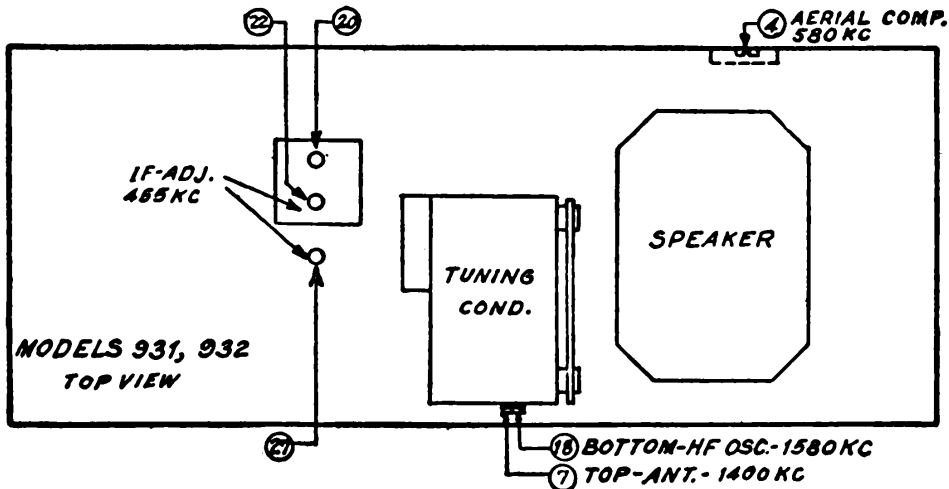 22 20 4 AERIAL COMP.
580 KC
IF-ADJ.
465 KC
SPEAKER
TUNING
COND.
MODELS 931, 932
TOP VIEW
27
18 BOTTOM-HF OSC.-1580 KC
7 TOP-ANT.-1400 KC